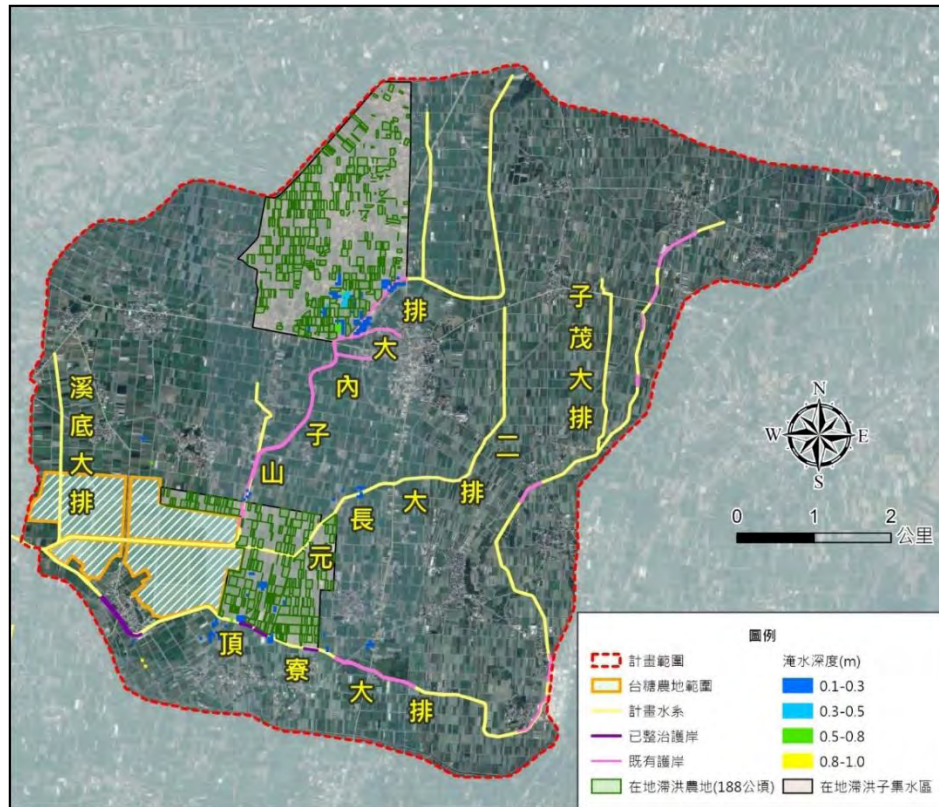 子茂大排
山子內大排
溪底大排
元長大排二
頂寮大排
N
W
E
S
0
1
2
公里
圖例
計畫範圍
台糖農地範圍
計畫水系
已整治護岸
既有護岸
在地滯洪農地(188公頃)
淹水深度(m)
0.1-0.3
0.3-0.5
0.5-0.8
0.8-1.0
在地滯洪子集水區